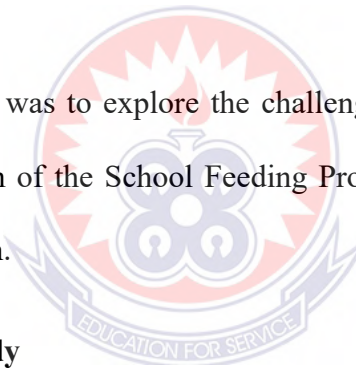 was to explore the challeng
n of the School Feeding Pro
n.
EDUCATION FOR SERVICE
ly